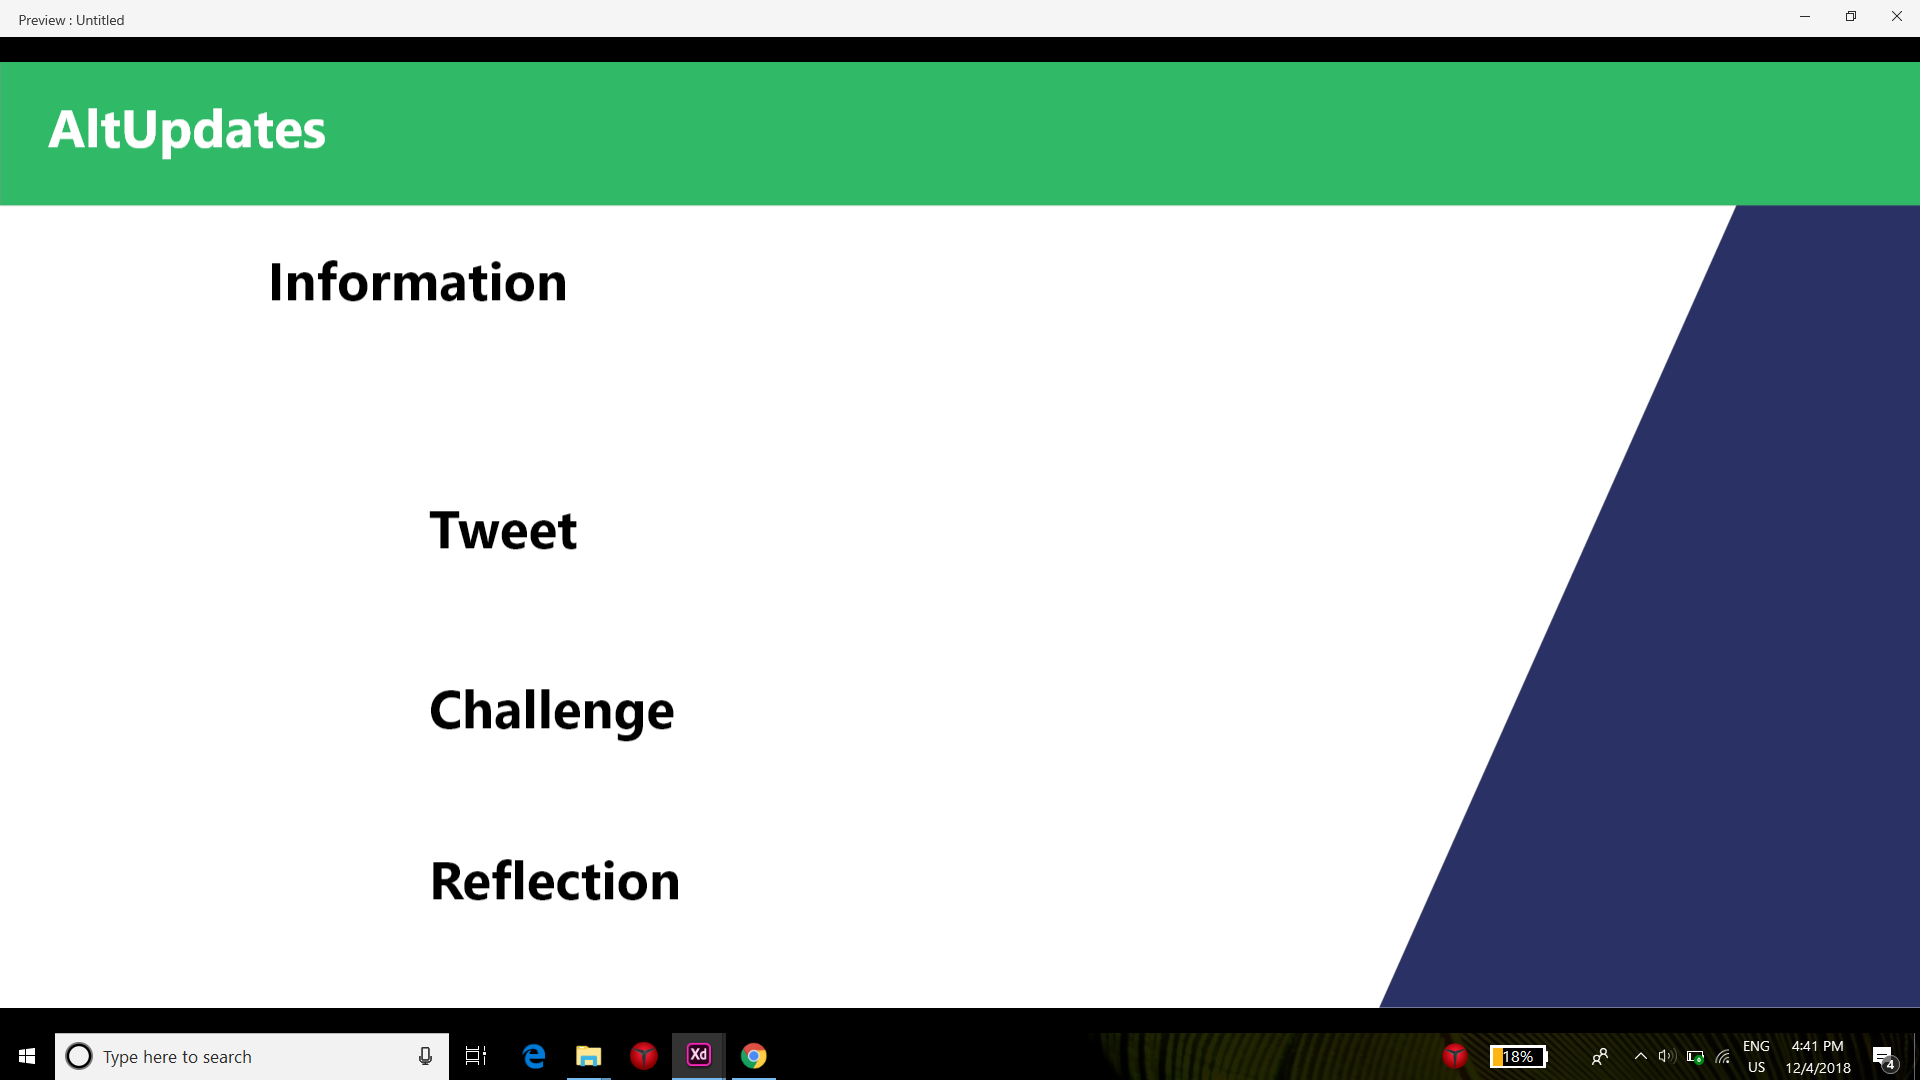 Preview : Untitled
AltUpdates
Information
Tweet
Challenge
Reflection
Type here to search
Xd
18%
ENG
US
4:41 PM
12/4/2018
4